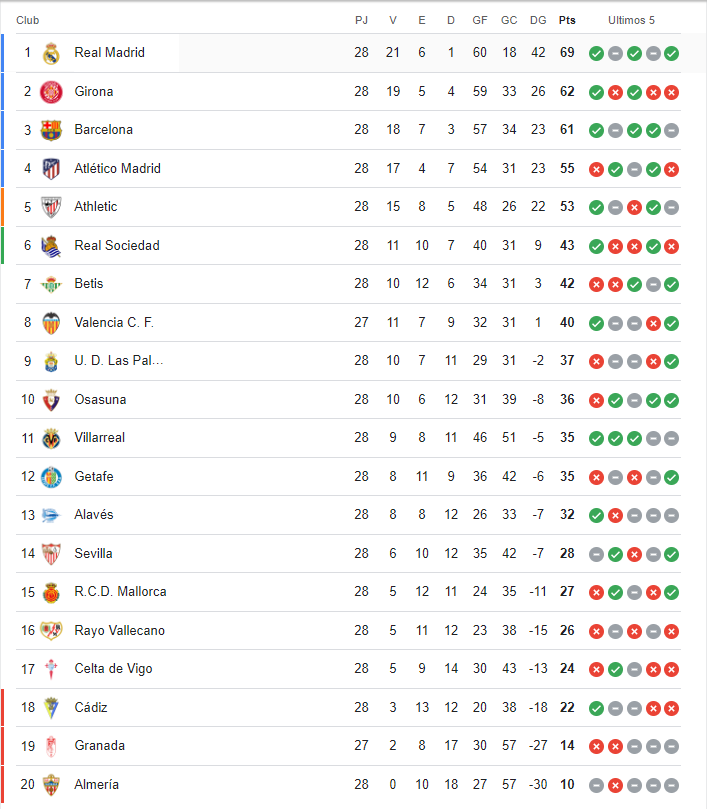 Club PJ V E D GF GC DG Pts Últimos 5
1 Real Madrid 28 21 6 1 60 18 42 69
2 Girona 28 19 5 4 59 33 26 62
3 Barcelona 28 18 7 3 57 34 23 61
4 Atlético Madrid 28 17 4 7 54 31 23 55
5 Athletic 28 15 8 5 48 26 22 53
6 Real Sociedad 28 11 10 7 40 31 9 43
7 Betis 28 10 12 6 34 31 3 42
8 Valencia C. F. 27 11 7 9 32 31 1 40
9 U. D. Las Pal... 28 10 7 11 29 31 -2 37
10 Osasuna 28 10 6 12 31 39 -8 36
11 Villarreal 28 9 8 11 46 51 -5 35
12 Getafe 28 8 11 9 36 42 -6 35
13 Alavés 28 8 8 12 26 33 -7 32
14 Sevilla 28 6 10 12 35 42 -7 28
15 R.C.D. Mallorca 28 5 12 11 24 35 -11 27
16 Rayo Vallecano 28 5 11 12 23 38 -15 26
17 Celta de Vigo 28 5 9 14 30 43 -13 24
18 Cádiz 28 3 13 12 20 38 -18 22
19 Granada 27 2 8 17 30 57 -27 14
20 Almería 28 0 10 18 27 57 -30 10